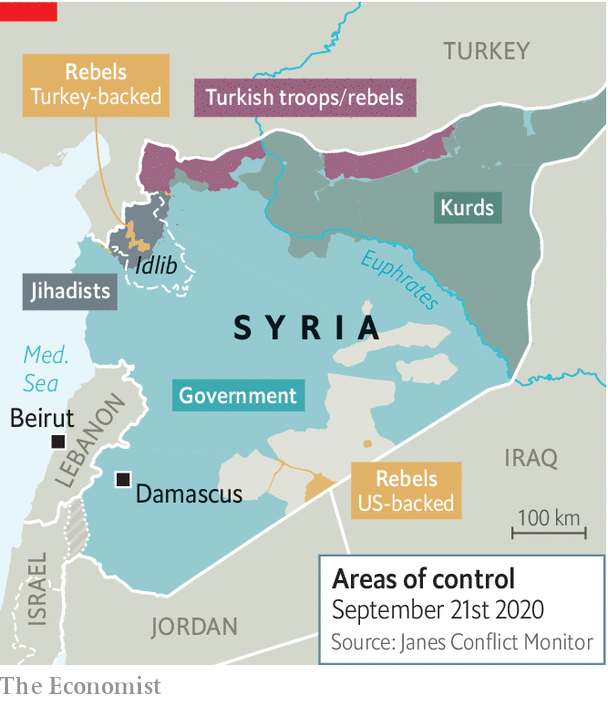 TURKEY
Rebels
Turkey-backed
Turkish troops/rebels
Kurds
Idlib
Euphrates
Jihadists
SYRIA
Med.
Sea
Government
Beirut
LEBANON
IRAQ
Rebels
US-backed
Damascus
100 km
ISRAEL
JORDAN
Areas of control
September 21st 2020
Source: Janes Conflict Monitor
The Economist